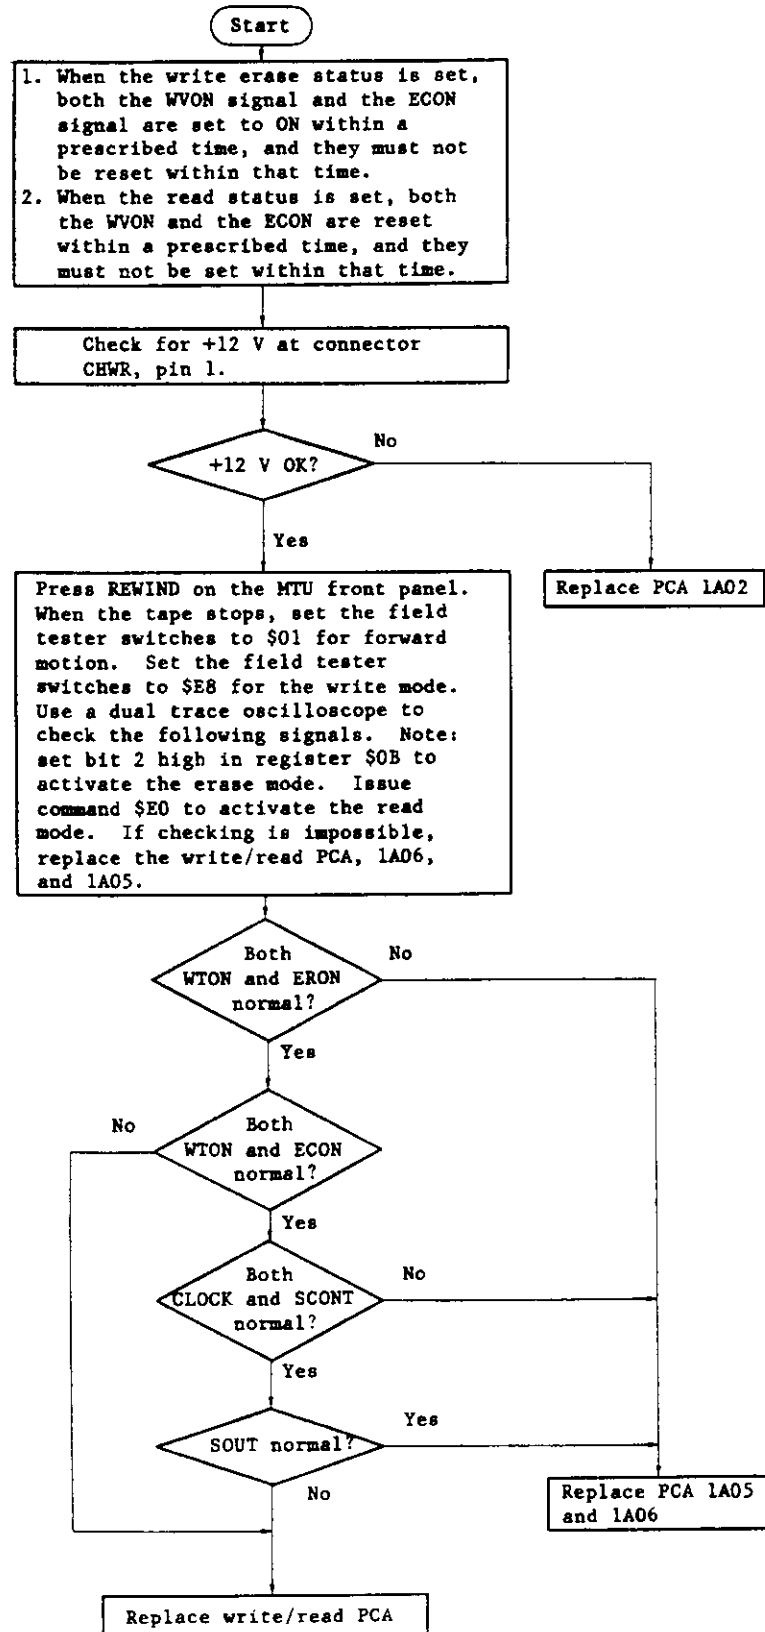 Start
1. When the write erase status is set,
both the WVON signal and the ECON
signal are set to ON within a
prescribed time, and they must not
be reset within that time.
2. When the read status is set, both
the WVON and the ECON are reset
within a prescribed time, and they
must not be set within that time.
Check for +12 V at connector
CHWR, pin 1.
No
+12 V OK?
Yes
Replace PCA 1A02
Press REWIND on the MTU front panel.
When the tape stops, set the field
tester switches to $01 for forward
motion. Set the field tester
switches to $E8 for the write mode.
Use a dual trace oscilloscope to
check the following signals. Note:
set bit 2 high in register $0B to
activate the erase mode. Issue
command $E0 to activate the read
mode. If checking is impossible,
replace the write/read PCA, 1A06,
and 1A05.
Both
WTON and ERON
normal?
No
Yes
No
Both
WTON and ECON
normal?
Yes
Both
CLOCK and SCONT
normal?
No
Yes
SOUT normal?
Yes
No
Replace PCA 1A05
and 1A06
Replace write/read PCA